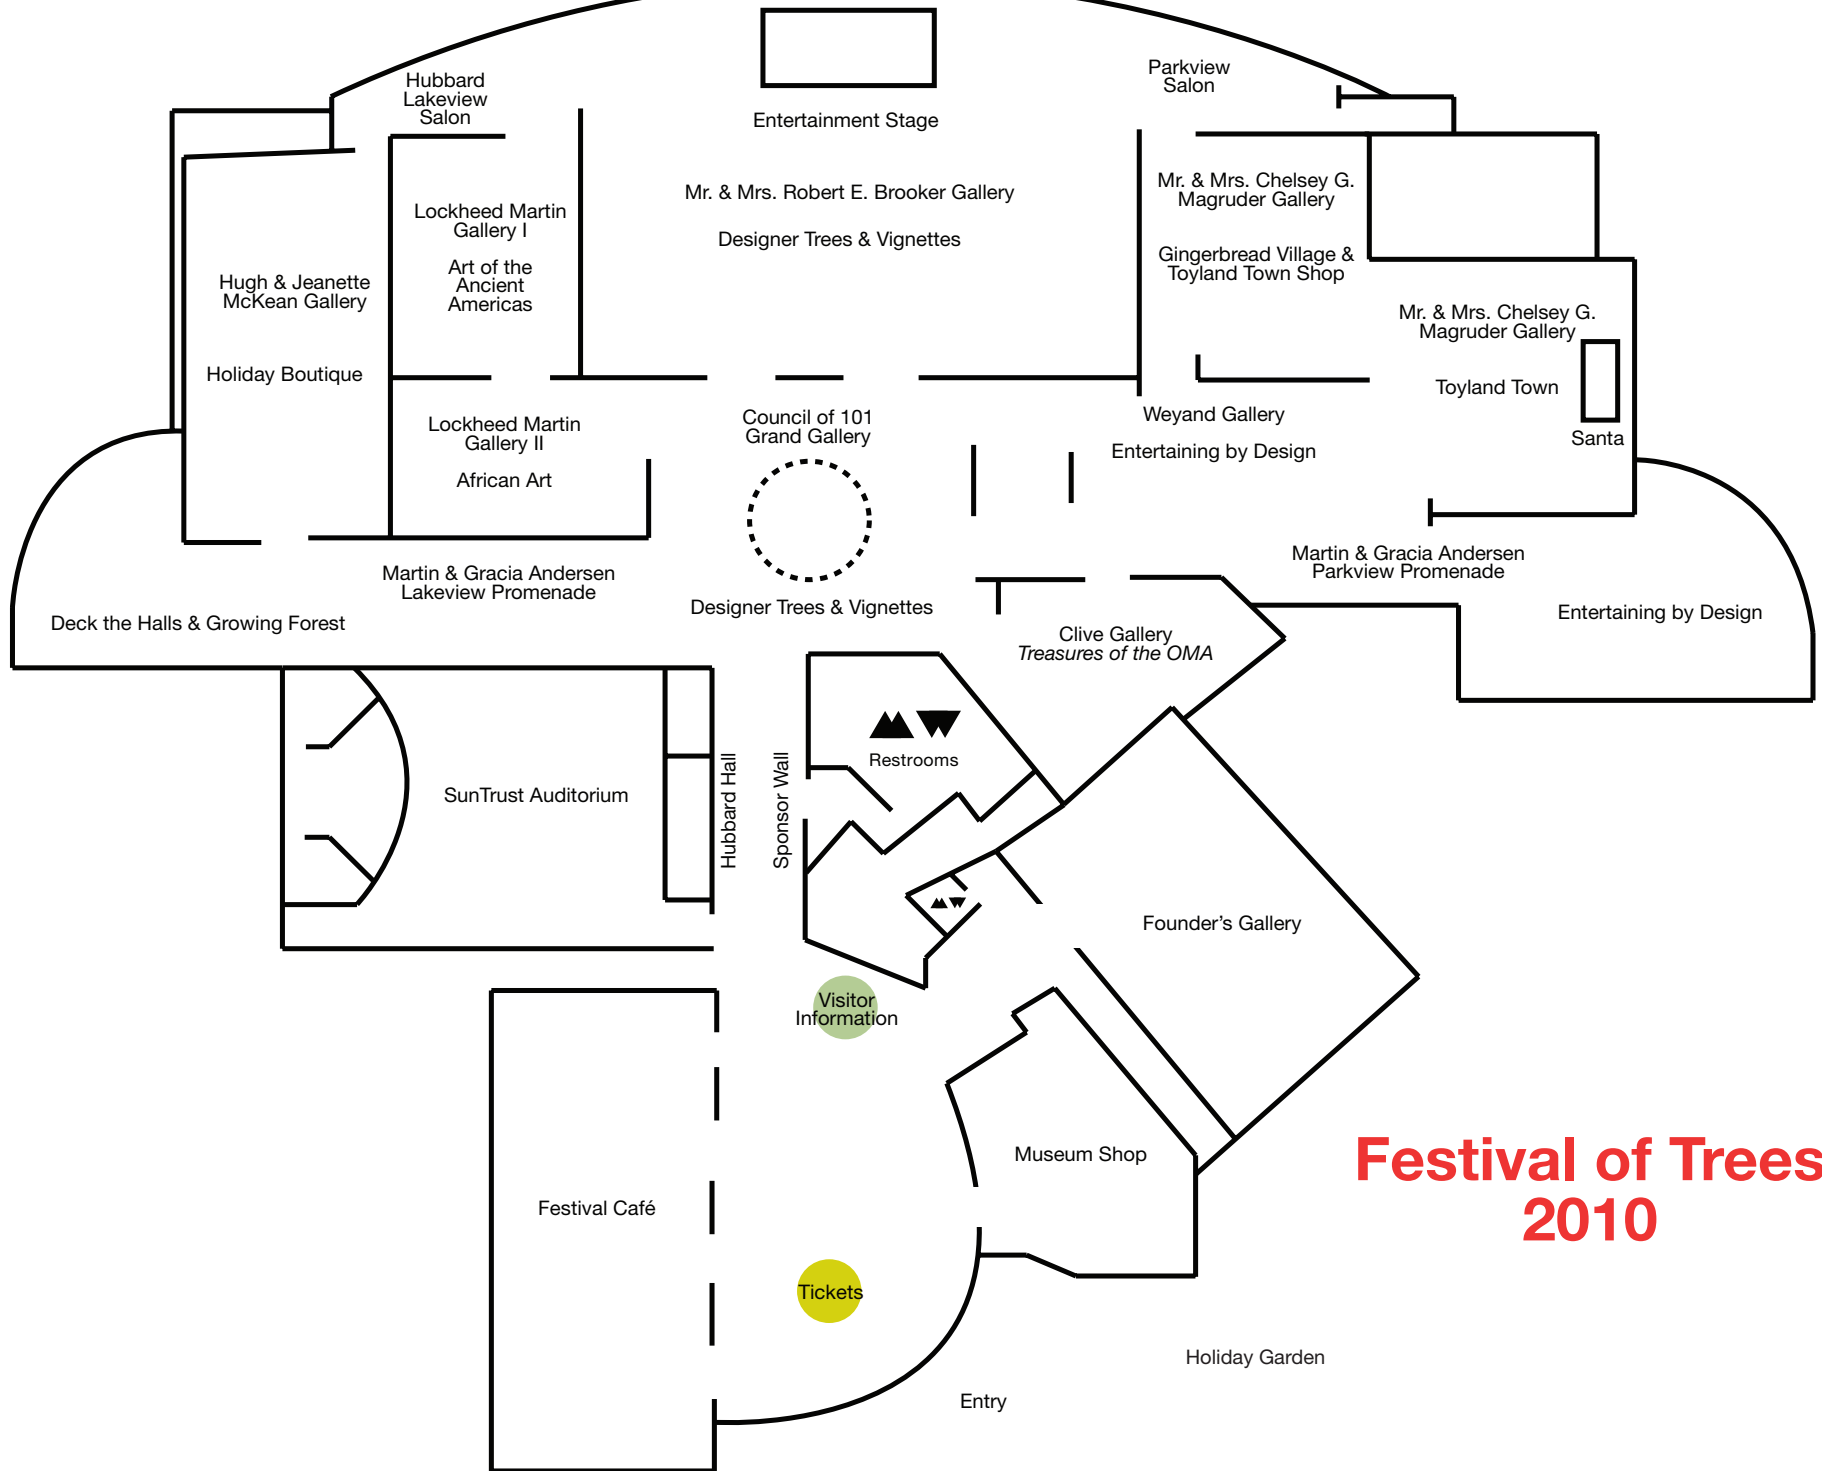 Hubbard
Lakeview
Salon
Entertainment Stage
Parkview
Salon
Mr. & Mrs. Robert E. Brooker Gallery
Designer Trees & Vignettes
Mr. & Mrs. Chelsey G.
Magruder Gallery
Gingerbread Village &
Toyland Town Shop
Lockheed Martin
Gallery I
Art of the
Ancient
Americas
Hugh & Jeanette
McKean Gallery
Holiday Boutique
Mr. & Mrs. Chelsey G.
Magruder Gallery
Toyland Town
Santa
Lockheed Martin
Gallery II
African Art
Council of 101
Grand Gallery
Weyand Gallery
Entertaining by Design
Martin & Gracia Andersen
Lakeview Promenade
Deck the Halls & Growing Forest
Designer Trees & Vignettes
Martin & Gracia Andersen
Parkview Promenade
Entertaining by Design
Clive Gallery
Treasures of the OMA
Restrooms
SunTrust Auditorium
Hubbard Hall
Sponsor Wall
Founder's Gallery
Visitor
Information
Museum Shop
Festival Café
Tickets
Festival of Trees
2010
Holiday Garden
Entry